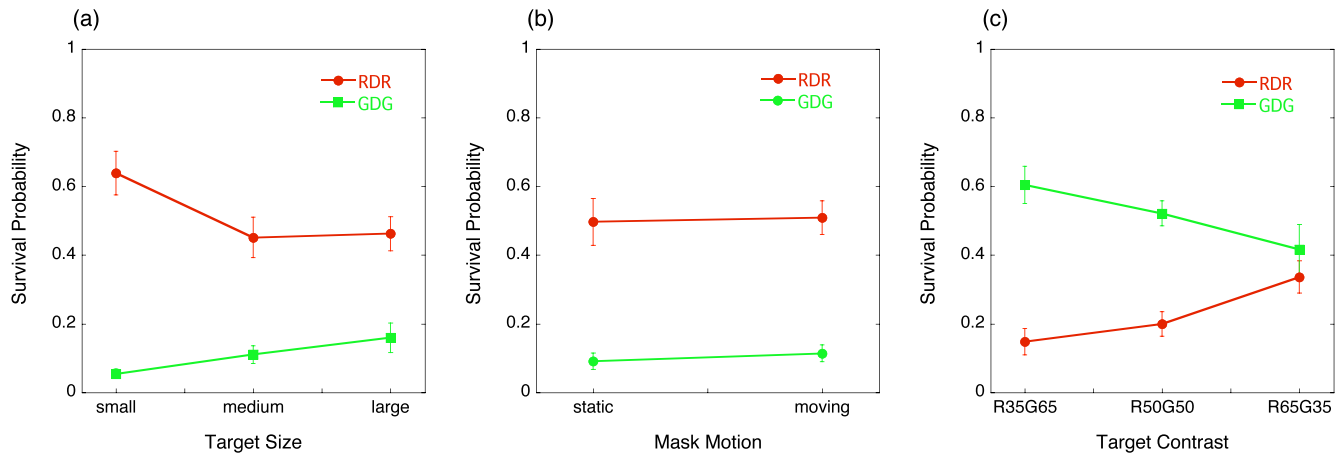 (a)
Survival Probability
1
0.8
0.6
0.4
0.2
0
RDR
GDG
small medium large
Target Size
(b)
Survival Probability
1
0.8
0.6
0.4
0.2
0
RDR
GDG
static moving
Mask Motion
(c)
Survival Probability
1
0.8
0.6
0.4
0.2
0
RDR
GDG
R35G65 R50G50 R65G35
Target Contrast